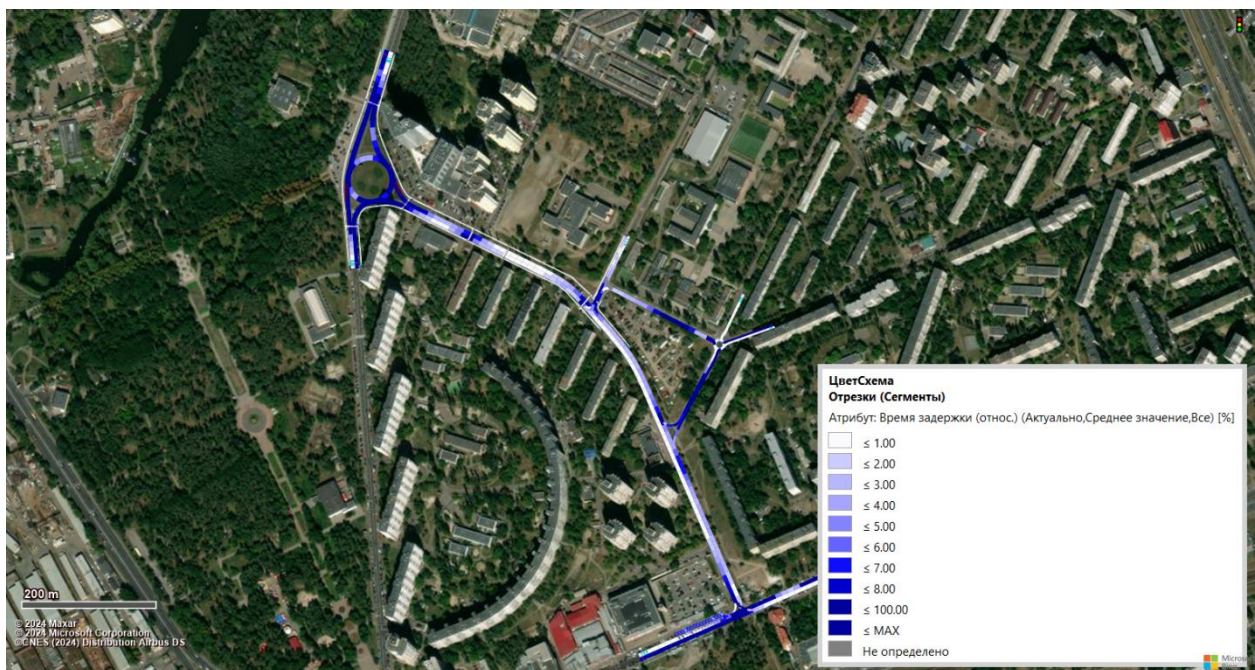 ЦветСхема
Отрезки (Сегменты)
Атрибут: Время задержки (относ.) (Актуально,Среднее значение,Все) [%]
≤ 1.00
≤ 2.00
≤ 3.00
≤ 4.00
≤ 5.00
≤ 6.00
≤ 7.00
≤ 8.00
≤ 100.00
≤ MAX
Не определено
200 m
© 2024 Maxar
© 2024 Microsoft Corporation
©CNES (2024) Distribution Airbus DS